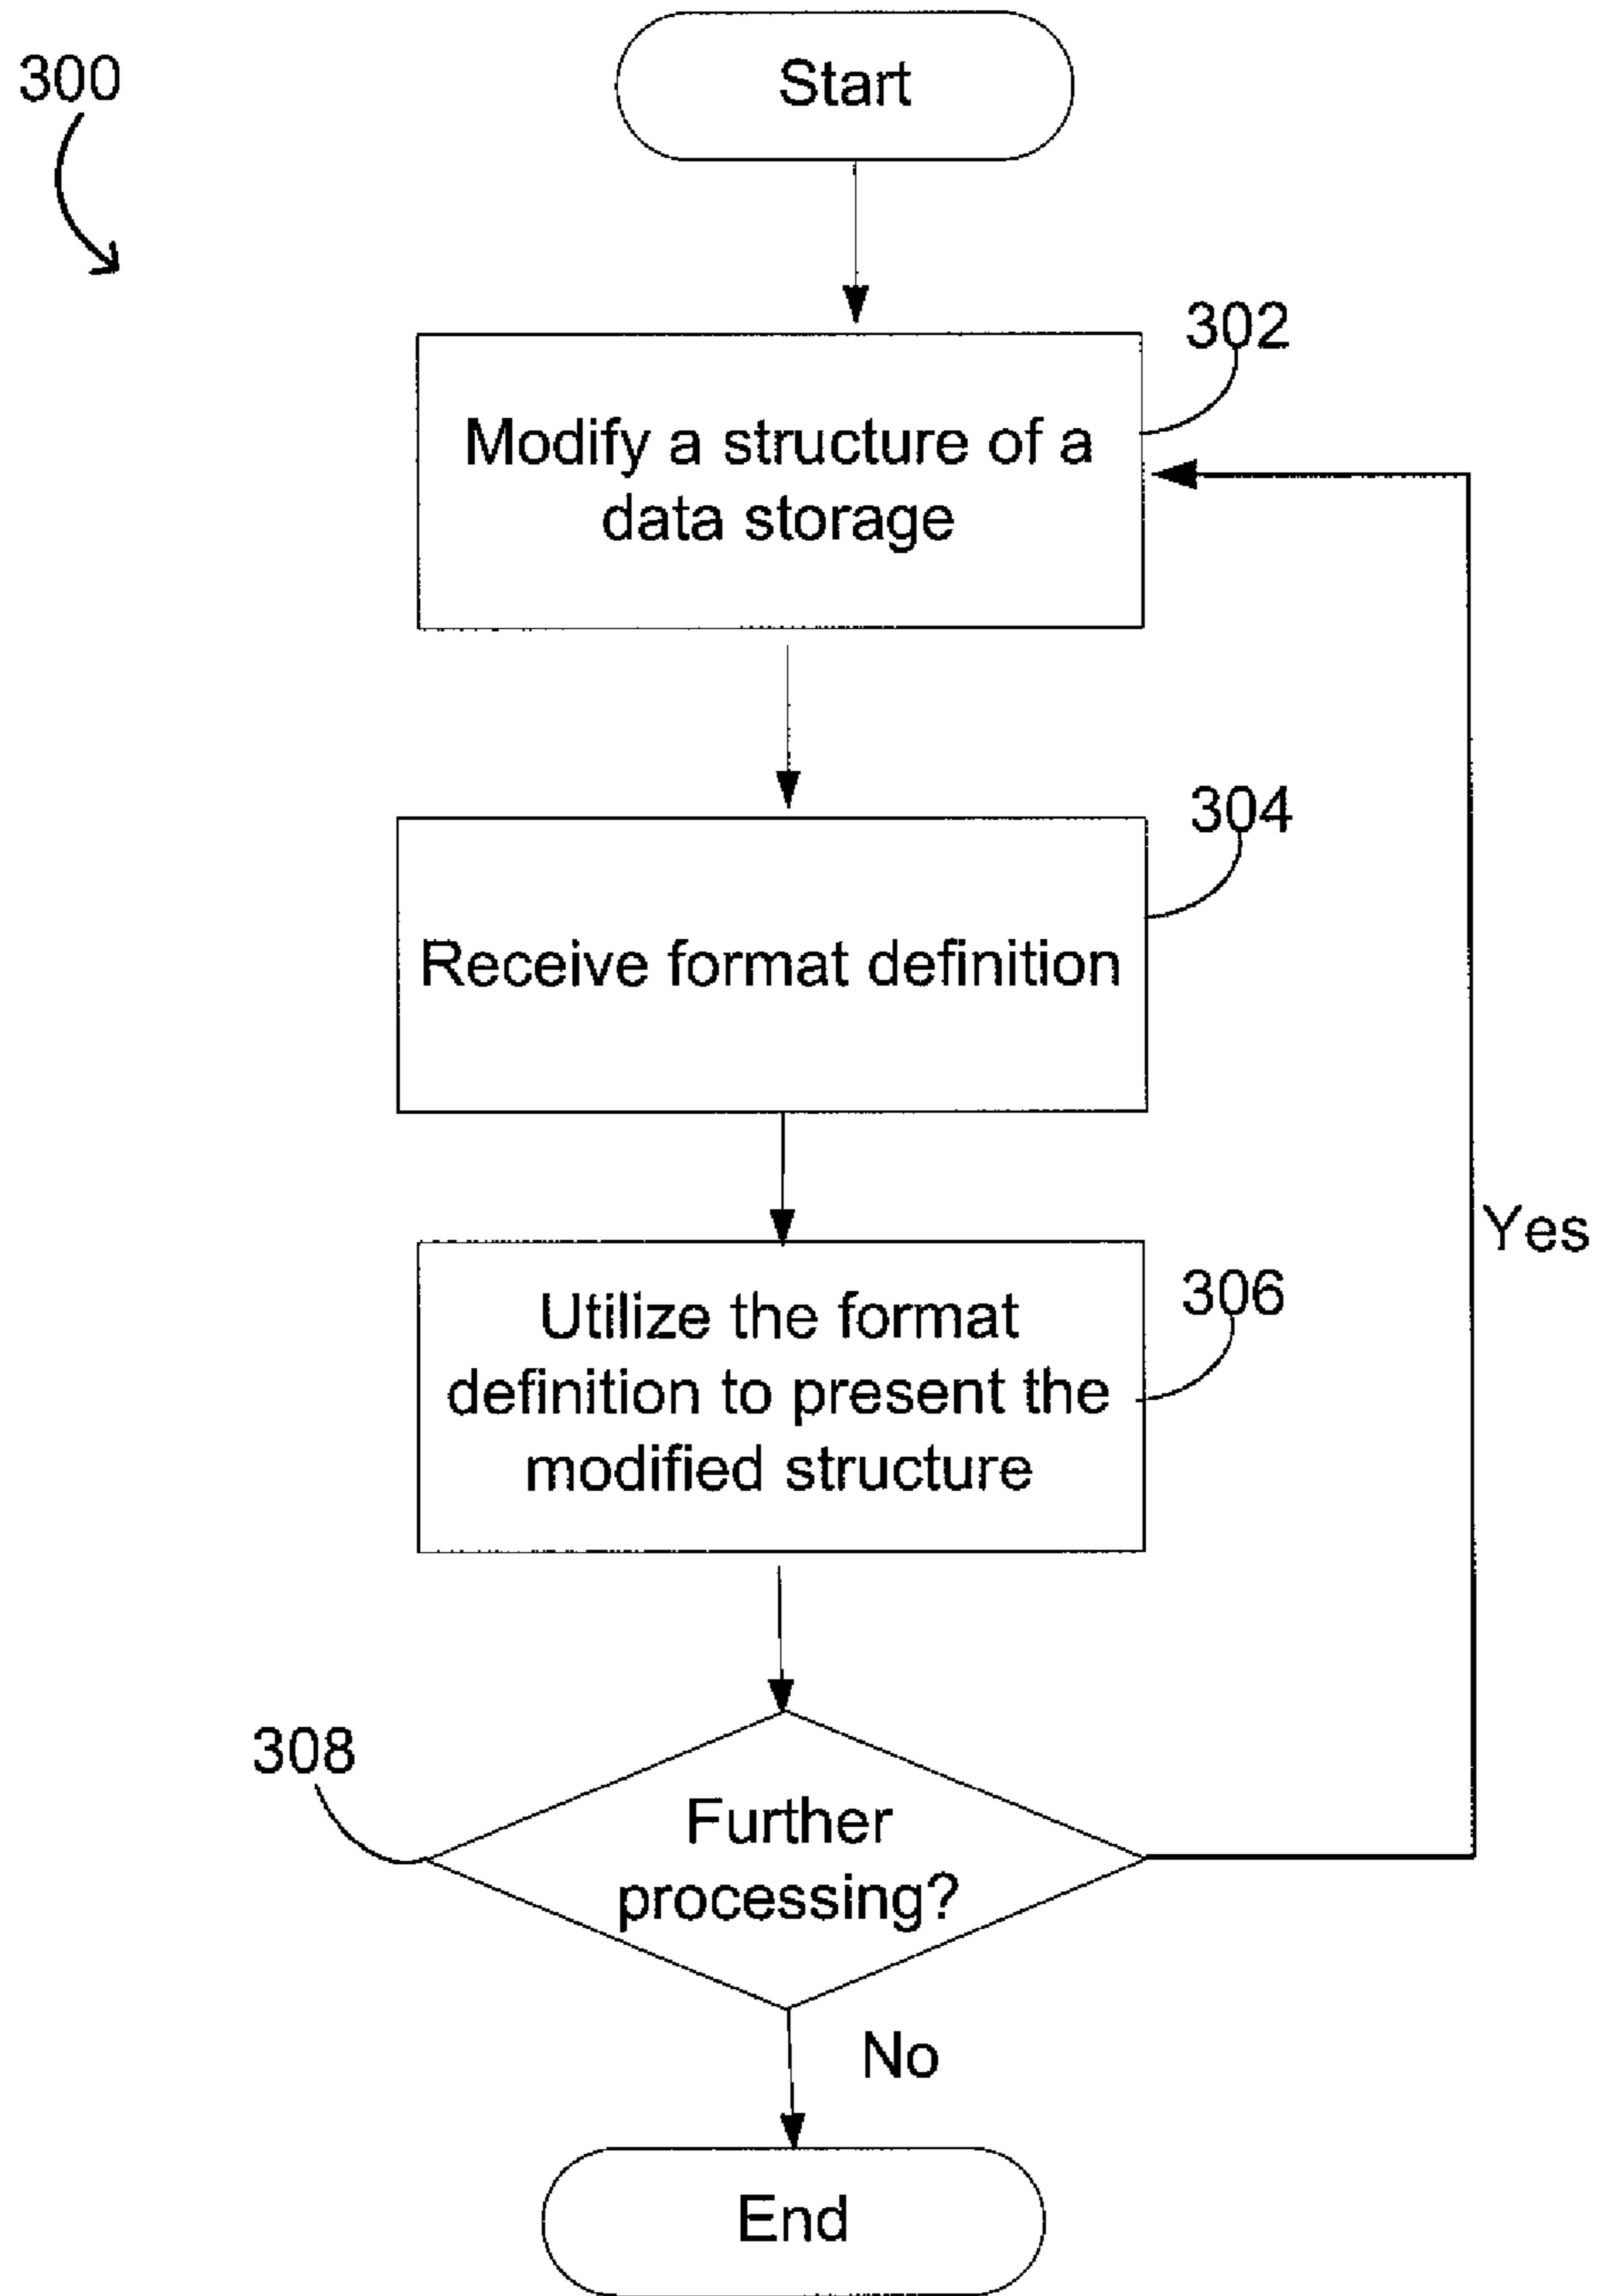 300
Start
302
Modify a structure of a
data storage
304
Receive format definition
Yes
306
Utilize the format
definition to present the
modified structure
308
Further
processing?
No
End